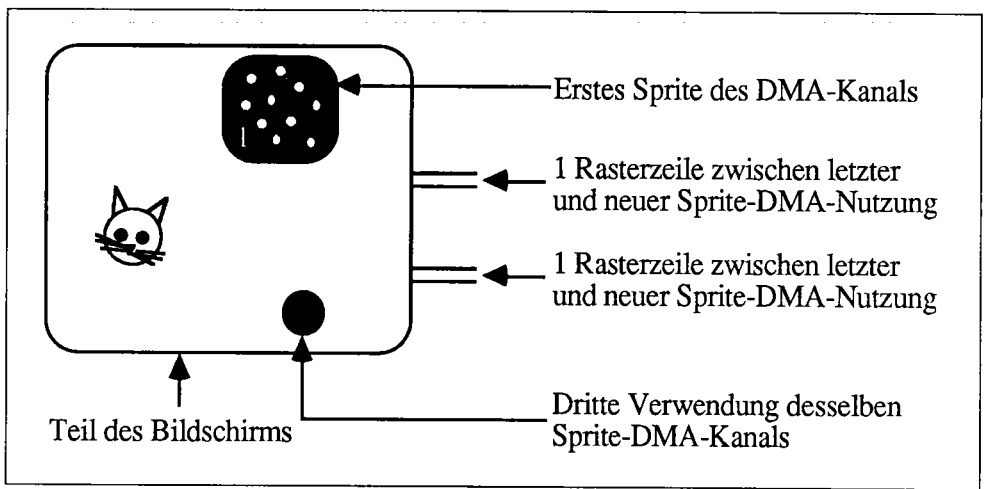 Erstes Sprite des DMA-Kanals
1 Rasterzeile zwischen letzter
und neuer Sprite-DMA-Nutzung
1 Rasterzeile zwischen letzter
und neuer Sprite-DMA-Nutzung
Dritte Verwendung desselben
Sprite-DMA-Kanals
Teil des Bildschirms